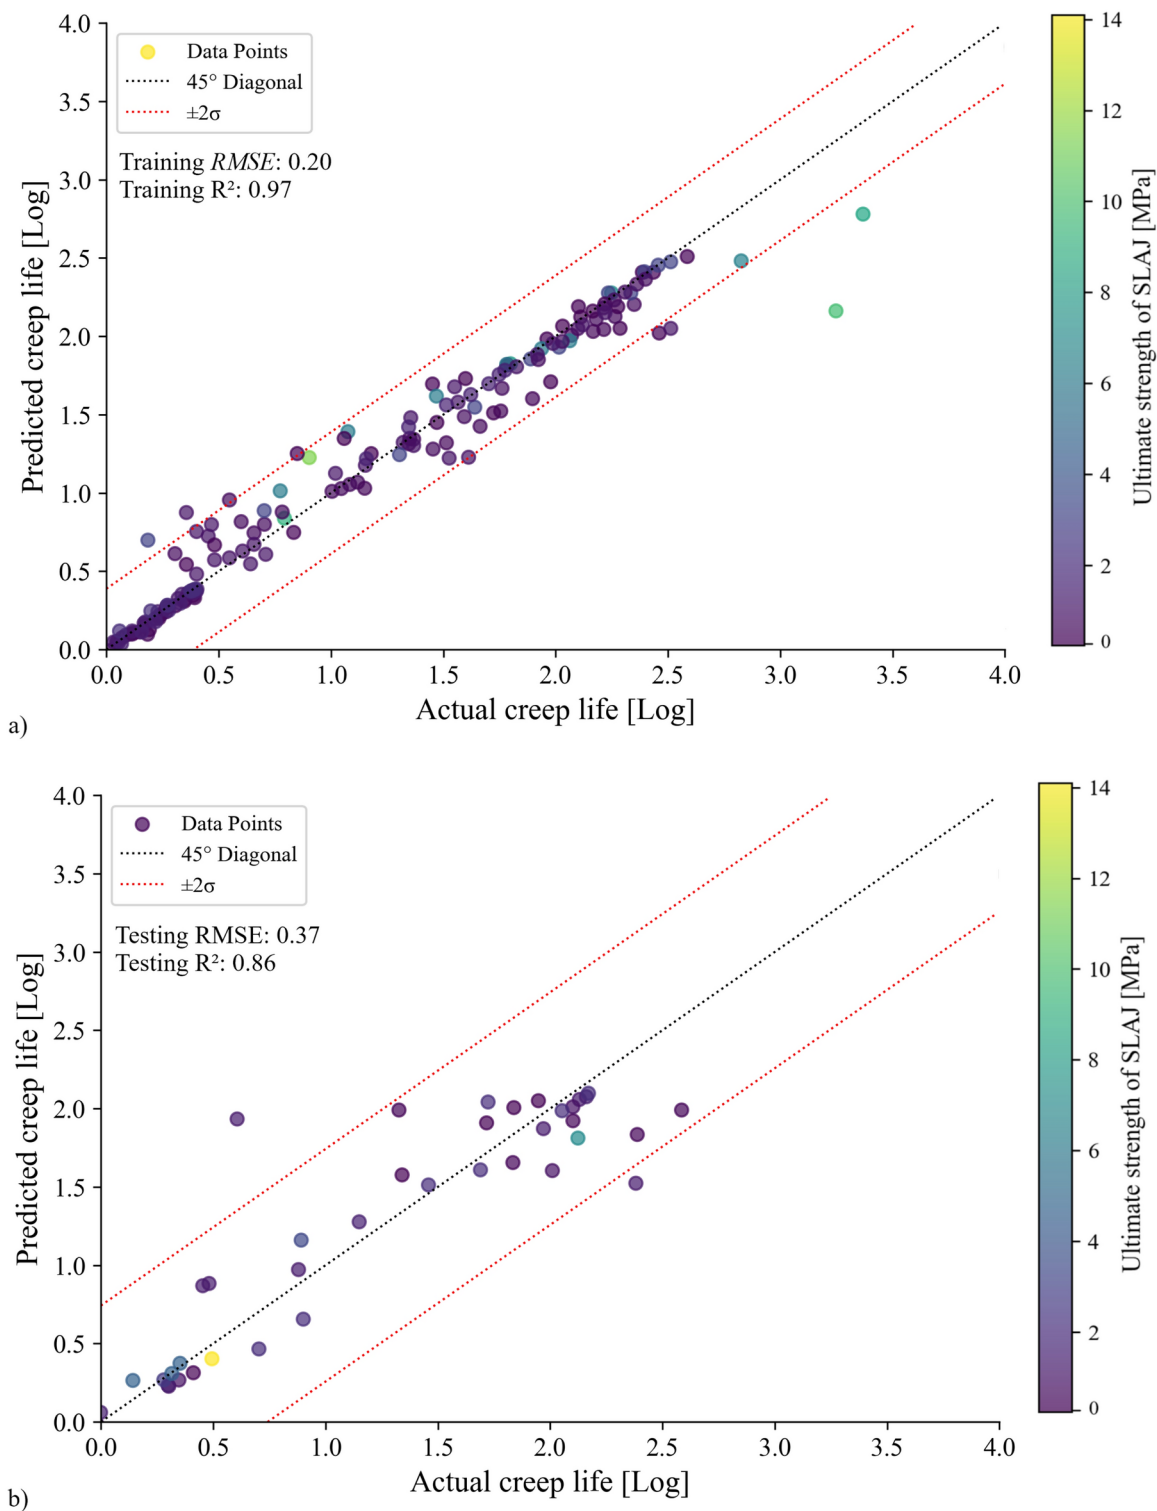 4.0
3.5
3.0
2.5
2.0
1.5
1.0
0.5
0.0
Data Points
45° Diagonal
±2σ
Training RMSE: 0.20
Training R²: 0.97
Predicted creep life [Log]
0.0 0.5 1.0 1.5 2.0 2.5 3.0 3.5 4.0
Actual creep life [Log]
14
12
10
8
6
4
2
0
Ultimate strength of SLAJ [MPa]
a)
4.0
3.5
3.0
2.5
2.0
1.5
1.0
0.5
0.0
Data Points
45° Diagonal
±2σ
Testing RMSE: 0.37
Testing R²: 0.86
Predicted creep life [Log]
0.0 0.5 1.0 1.5 2.0 2.5 3.0 3.5 4.0
Actual creep life [Log]
14
12
10
8
6
4
2
0
Ultimate strength of SLAJ [MPa]
b)